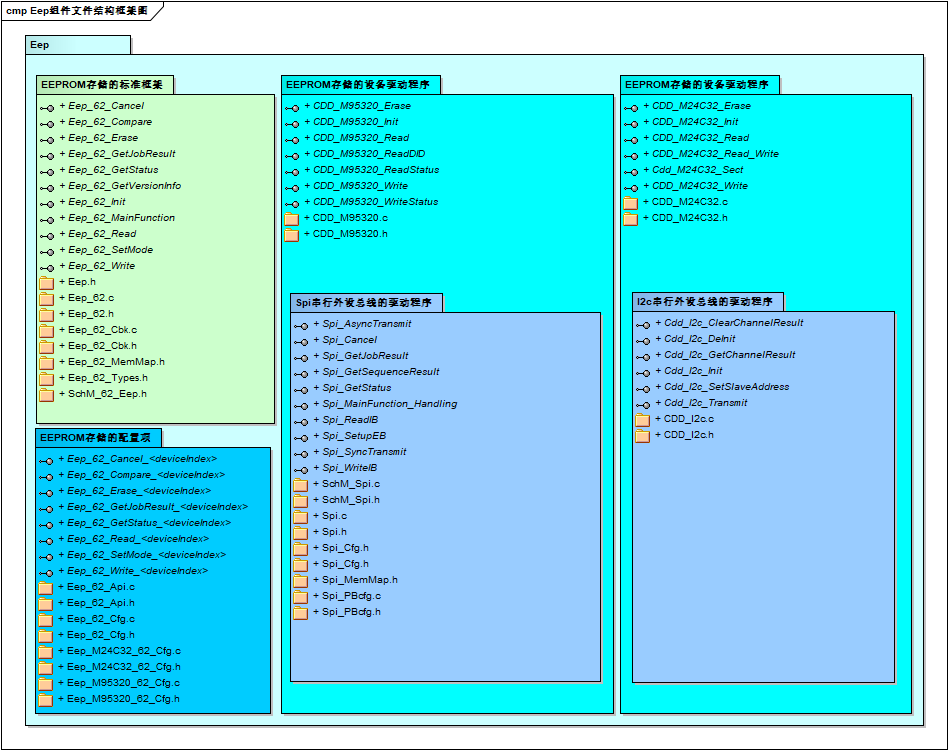 cmp Eep组件文件结构框架图
Eep
EEPROM存储的标准框架
+ Eep_62_Cancel
+ Eep_62_Compare
+ Eep_62_Erase
+ Eep_62_GetJobResult
+ Eep_62_GetStatus
+ Eep_62_GetVersionInfo
+ Eep_62_Init
+ Eep_62_MainFunction
+ Eep_62_Read
+ Eep_62_SetMode
+ Eep_62_Write
+ Eep.h
+ Eep_62.c
+ Eep_62.h
+ Eep_62_Cbk.c
+ Eep_62_Cbk.h
+ Eep_62_MemMap.h
+ Eep_62_Types.h
+ SchM_62_Eep.h
EEPROM存储的配置项
+ Eep_62_Cancel_<deviceIndex>
+ Eep_62_Compare_<deviceIndex>
+ Eep_62_Erase_<deviceIndex>
+ Eep_62_GetJobResult_<deviceIndex>
+ Eep_62_GetStatus_<deviceIndex>
+ Eep_62_Read_<deviceIndex>
+ Eep_62_SetMode_<deviceIndex>
+ Eep_62_Write_<deviceIndex>
+ Eep_62_Api.c
+ Eep_62_Api.h
+ Eep_62_Cfg.c
+ Eep_62_Cfg.h
+ Eep_M24C32_62_Cfg.c
+ Eep_M24C32_62_Cfg.h
+ Eep_M95320_62_Cfg.c
+ Eep_M95320_62_Cfg.h
EEPROM存储的设备驱动程序
+ CDD_M95320_Erase
+ CDD_M95320_Init
+ CDD_M95320_Read
+ CDD_M95320_ReadDID
+ CDD_M95320_ReadStatus
+ CDD_M95320_Write
+ CDD_M95320_WriteStatus
+ CDD_M95320.c
+ CDD_M95320.h
Spi串行外设总线的驱动程序
+ Spi_AsyncTransmit
+ Spi_Cancel
+ Spi_GetJobResult
+ Spi_GetSequenceResult
+ Spi_GetStatus
+ Spi_MainFunction_Handling
+ Spi_ReadIB
+ Spi_SetupEB
+ Spi_SyncTransmit
+ Spi_WriteIB
+ SchM_Spi.c
+ SchM_Spi.h
+ Spi.c
+ Spi.h
+ Spi_Cfg.h
+ Spi_Cfg.h
+ Spi_MemMap.h
+ Spi_PBcfg.c
+ Spi_PBcfg.h
EEPROM存储的设备驱动程序
+ CDD_M24C32_Erase
+ CDD_M24C32_Init
+ CDD_M24C32_Read
+ CDD_M24C32_Read_Write
+ Cdd_M24C32_Sect
+ CDD_M24C32_Write
+ CDD_M24C32.c
+ CDD_M24C32.h
I2c串行外设总线的驱动程序
+ Cdd_I2c_ClearChannelResult
+ Cdd_I2c_DeInit
+ Cdd_I2c_GetChannelResult
+ Cdd_I2c_Init
+ Cdd_I2c_SetSlaveAddress
+ Cdd_I2c_Transmit
+ CDD_I2c.c
+ CDD_I2c.h